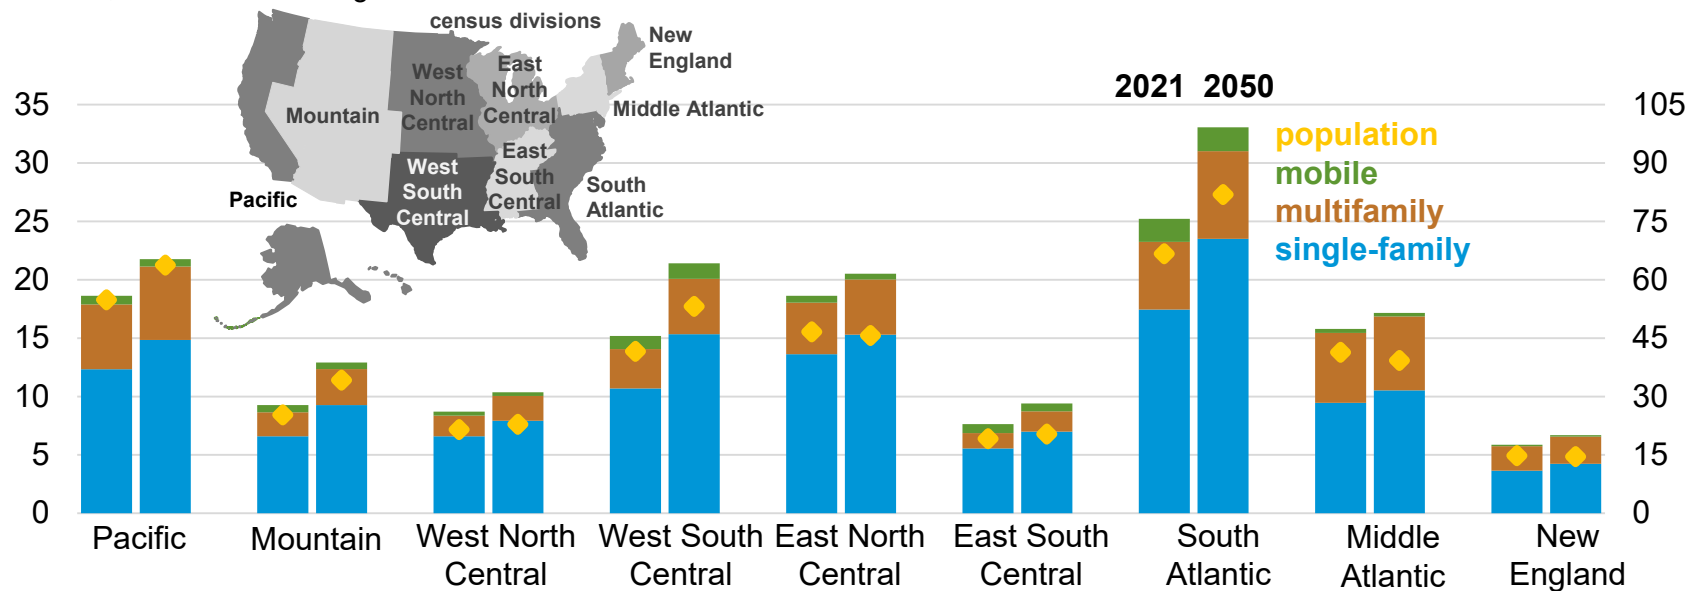 census divisions
New
England
East
North
Central
West
North
Central
Mountain
Middle Atlantic
East
South
Central
West
South
Central
South
Atlantic
Pacific
2021 2050
population
mobile
multifamily
single-family
35
30
25
20
15
10
5
0
105
90
75
60
45
30
15
0
Pacific
Mountain
West North
Central
West South
Central
East North
Central
East South
Central
South
Atlantic
Middle
Atlantic
New
England